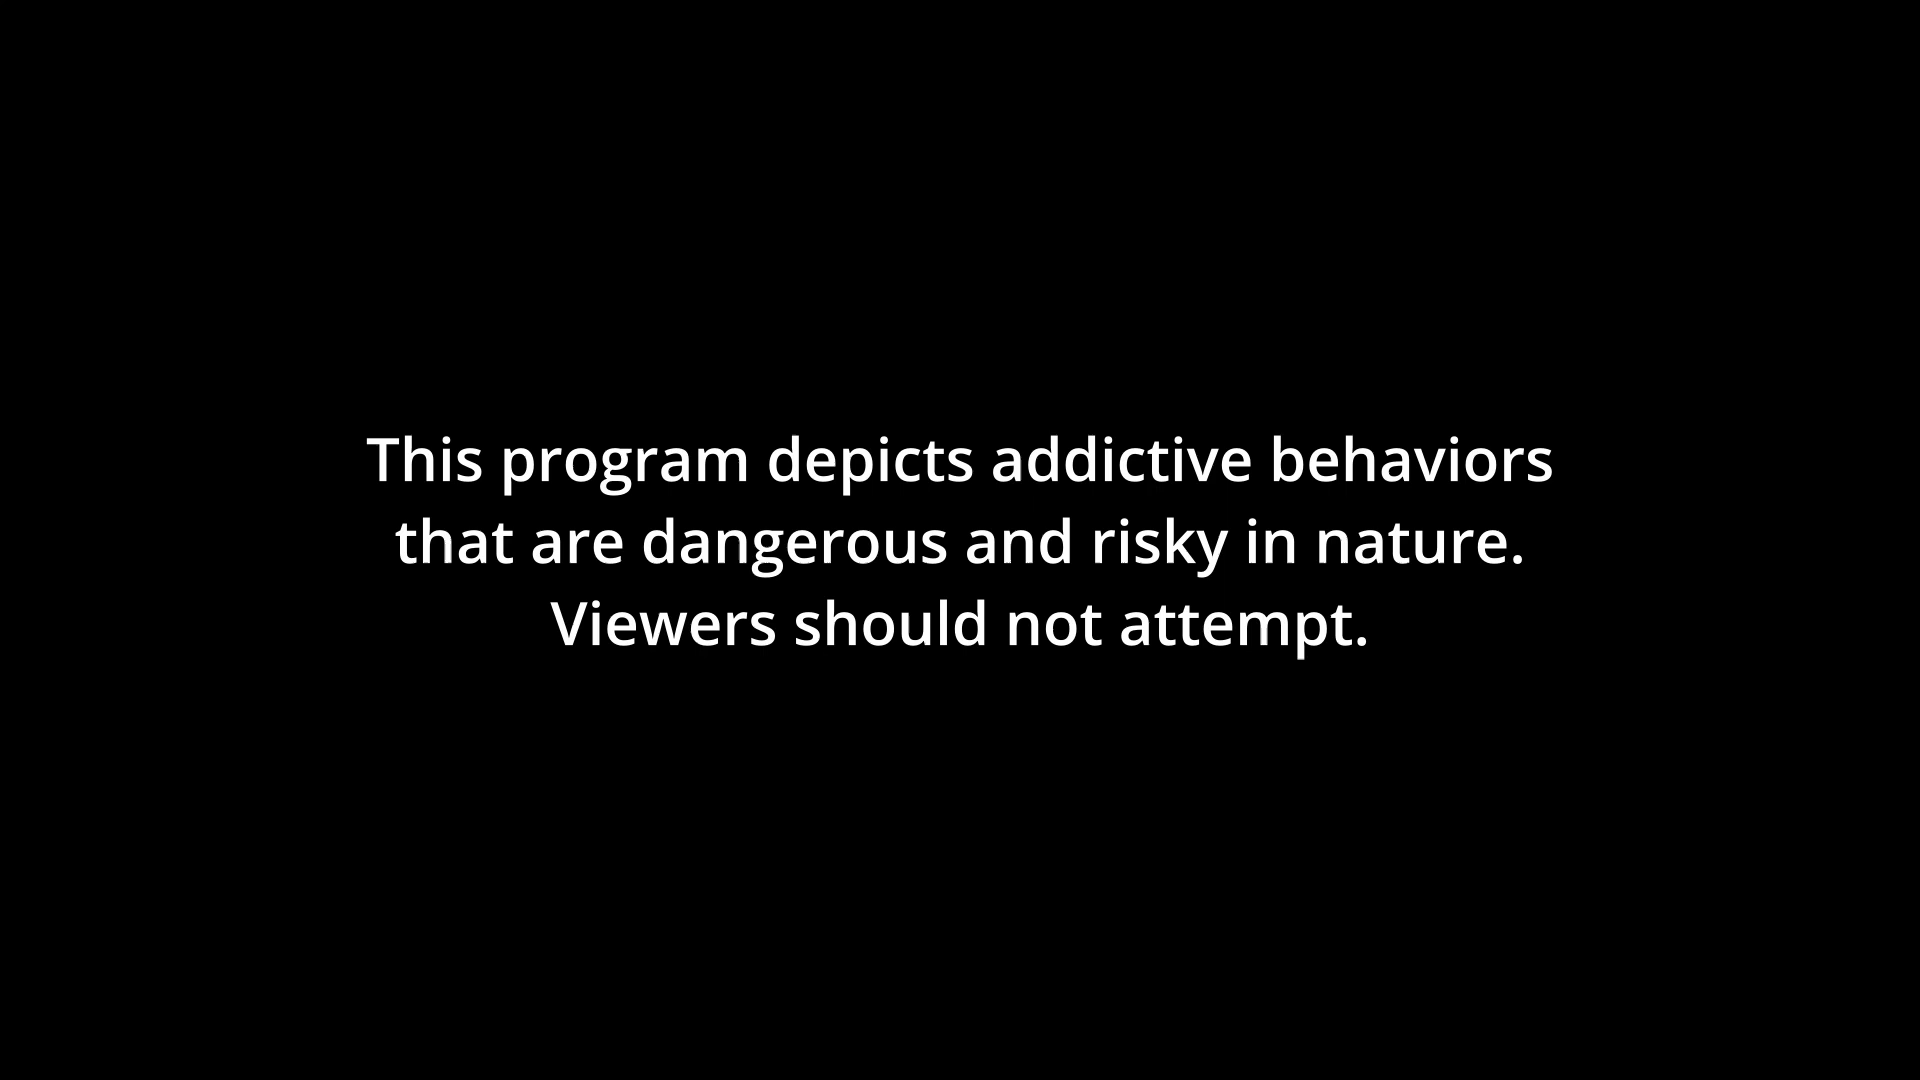 This program depicts addictive behaviors
that are dangerous and risky in nature.
Viewers should not attempt.